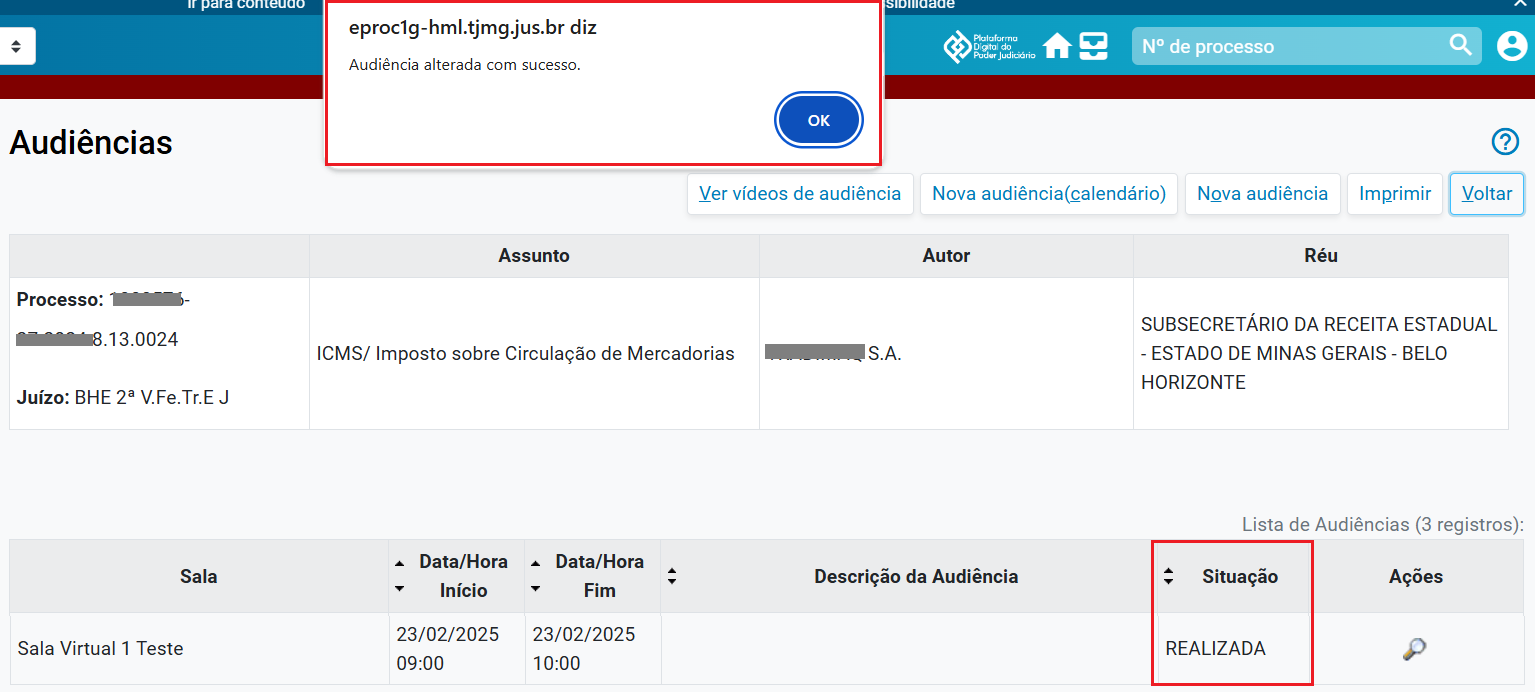 Ir para conteúdo
ssibilidade
eproc1g-hml.tjmg.jus.br diz
Audiência alterada com sucesso.
OK
Plataforma
Digital do
Poder Judiciário
Nº de processo
Audiências
Ver vídeos de audiência
Nova audiência(calendário)
Nova audiência
Imprimir
Voltar
Assunto
Autor
Réu
Processo:
8.13.0024
Juízo: BHE 2ª V.Fe.Tr.E J
ICMS/ Imposto sobre Circulação de Mercadorias
S.A.
SUBSECRETÁRIO DA RECEITA ESTADUAL
- ESTADO DE MINAS GERAIS - BELO
HORIZONTE
Lista de Audiências (3 registros):
Sala
Data/Hora
Início
Data/Hora
Fim
Descrição da Audiência
Situação
Ações
Sala Virtual 1 Teste
23/02/2025
09:00
23/02/2025
10:00
REALIZADA